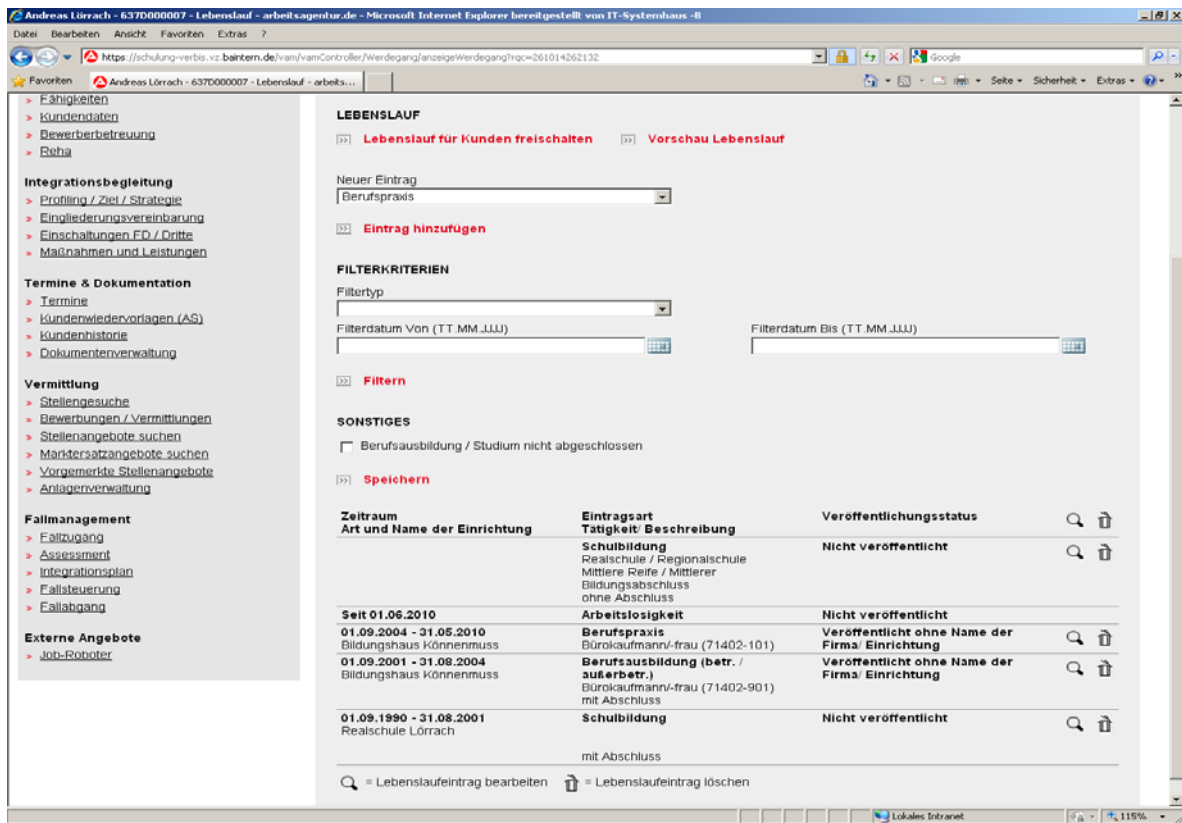 Andreas Lörrach - 637D000007 - Lebenslauf - arbeitsagentur.de - Microsoft Internet Explorer bereitgestellt von IT-Systemhaus -B
Datei Bearbeiten Ansicht Favoriten Extras ?
https://schulung-verbis.vz.baintern.de/vam/vamController/Werdegang/anzeigeWerdegang?rqc=261014262132
Google
Favoriten
Andreas Lörrach - 637D000007 - Lebenslauf - arbeits...
Seite Sicherheit Extras
Fähigkeiten
Kundendaten
Bewerberbetreuung
Reha
Integrationsbegleitung
Profiling / Ziel / Strategie
Eingliederungsvereinbarung
Einschaltungen FD / Dritte
Maßnahmen und Leistungen
Termine & Dokumentation
Termine
Kundenwiedervorlagen (AS)
Kundenhistorie
Dokumentenverwaltung
Vermittlung
Stellengesuche
Bewerbungen / Vermittlungen
Stellenangebote suchen
Marktersatzangebote suchen
Vorgemerkte Stellenangebote
Anlagenverwaltung
Fallmanagement
Fallzugang
Assessment
Integrationsplan
Fallsteuerung
Fallabgang
Externe Angebote
Job-Roboter
LEBENSLAUF
Lebenslauf für Kunden freischalten Vorschau Lebenslauf
Neuer Eintrag
Berufspraxis
Eintrag hinzufügen
FILTERKRITERIEN
Filtertyp
Filterdatum Von (TT.MM.JJJJ) Filterdatum Bis (TT.MM.JJJJ)
Filtern
SONSTIGES
Berufsausbildung / Studium nicht abgeschlossen
Speichern
Zeitraum Eintragsart Veröffentlichungsstatus
Art und Name der Einrichtung Tätigkeit/ Beschreibung
Schulbildung Nicht veröffentlicht
Realschule / Regionalschule
Mittlere Reife / Mittlerer
Bildungsabschluss
ohne Abschluss
Seit 01.06.2010 Arbeitslosigkeit Nicht veröffentlicht
01.09.2004 - 31.05.2010 Berufspraxis Veröffentlicht ohne Name der
Bildungshaus Könnenmuss Bürokaufmann/-frau (71402-101) Firma/ Einrichtung
01.09.2001 - 31.08.2004 Berufsausbildung (betr. / Veröffentlicht ohne Name der
Bildungshaus Könnenmuss außerbetr.) Firma/ Einrichtung
Bürokaufmann/-frau (71402-901)
mit Abschluss
01.09.1990 - 31.08.2001 Schulbildung Nicht veröffentlicht
Realschule Lörrach
mit Abschluss
= Lebenslaufeintrag bearbeiten = Lebenslaufeintrag löschen
Lokales Intranet 115%